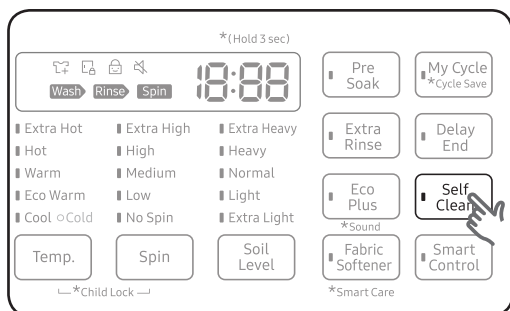 *(Hold 3 sec)
Wash Rinse Spin 18:88
Extra Hot Extra High Extra Heavy
Hot High Heavy
Warm Medium Normal
Eco Warm Low Light
Cool Cold No Spin Extra Light
Temp. Spin Soil Level
*Child Lock
Pre Soak
My Cycle
*Cycle Save
Extra Rinse
Delay End
Eco Plus
*Sound
Self Clean
Fabric Softener
*Smart Care
Smart Control